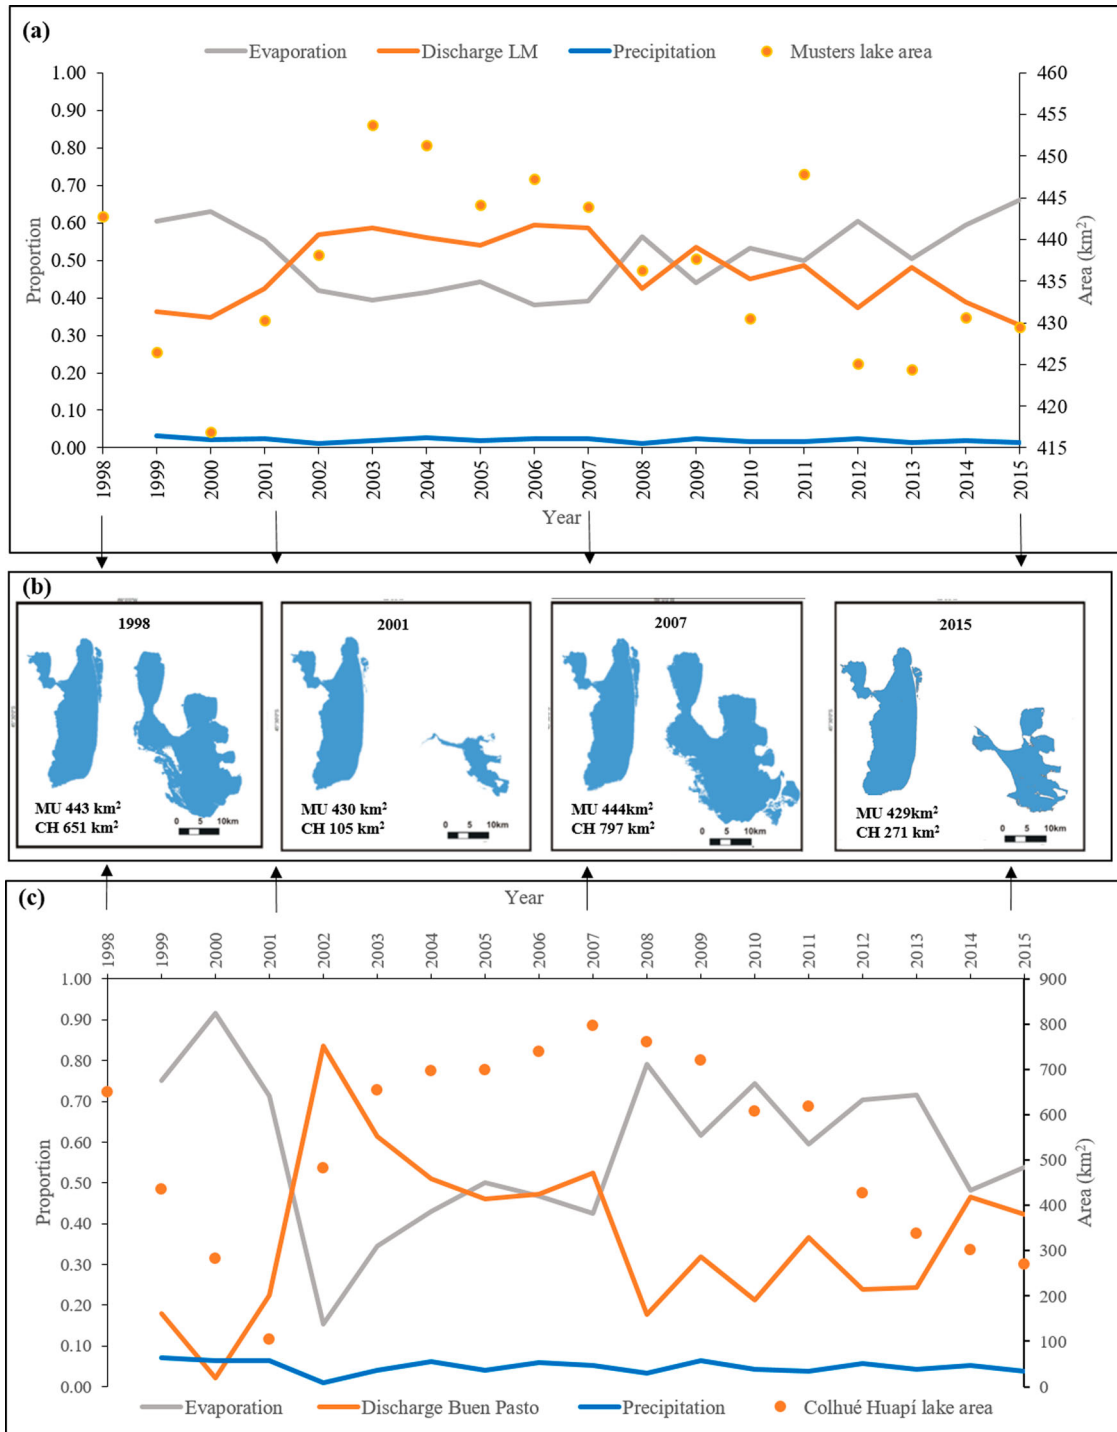 (a)
Evaporation Discharge LM Precipitation Musters lake area
1.00
0.90
0.80
0.70
0.60
0.50
0.40
0.30
0.20
0.10
0.00
Proportion
460
455
450
445
440
435
430
425
420
415
Area (km²)
1998 1999 2000 2001 2002 2003 2004 2005 2006 2007 2008 2009 2010 2011 2012 2013 2014 2015
Year
(b)
1998
MU 443 km²
CH 651 km²
0 5 10km
2001
MU 430 km²
CH 105 km²
0 5 10km
2007
MU 444km²
CH 797 km²
0 5 10km
2015
MU 429km²
CH 271 km²
0 5 10km
(c)
Year
1998 1999 2000 2001 2002 2003 2004 2005 2006 2007 2008 2009 2010 2011 2012 2013 2014 2015
1.00
0.90
0.80
0.70
0.60
0.50
0.40
0.30
0.20
0.10
0.00
Proportion
900
800
700
600
500
400
300
200
100
0
Area (km²)
Evaporation Discharge Buen Pasto Precipitation Colhué Huapí lake area